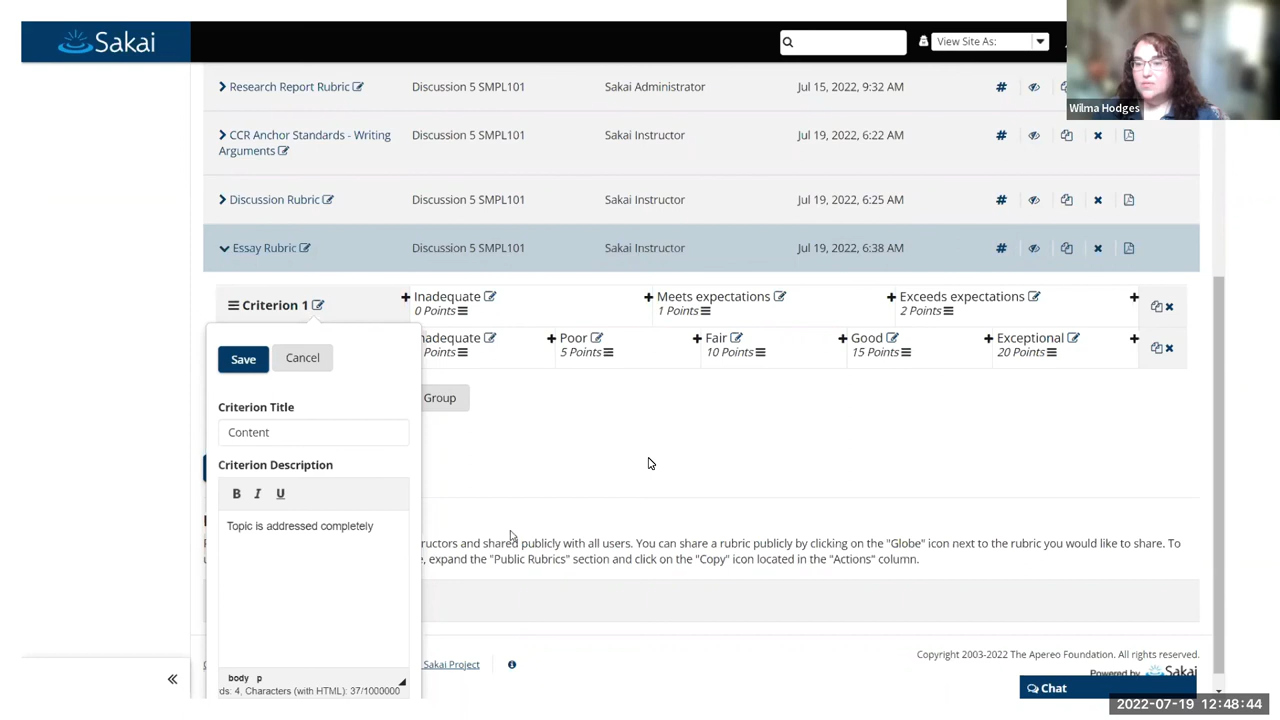 Sakai
View Site As:
Wilma Hodges
Research Report Rubric Discussion 5 SMPL101 Sakai Administrator Jul 15, 2022, 9:32 AM
CCR Anchor Standards - Writing
Arguments
Discussion 5 SMPL101 Sakai Instructor Jul 19, 2022, 6:22 AM
Discussion Rubric Discussion 5 SMPL101 Sakai Instructor Jul 19, 2022, 6:25 AM
Essay Rubric Discussion 5 SMPL101 Sakai Instructor Jul 19, 2022, 6:38 AM
Criterion 1
Inadequate Meets expectations Exceeds expectations
0 Points 1 Points 2 Points
nadequate Poor Fair Good Exceptional
Points 5 Points 10 Points 15 Points 20 Points
Save Cancel
Group
Criterion Title
Content
Criterion Description
B I U
Topic is addressed completely
body p
ds: 4, Characters (with HTML): 37/1000000
ructors and shared publicly with all users. You can share a rubric publicly by clicking on the "Globe" icon next to the rubric you would like to share. To
e, expand the "Public Rubrics" section and click on the "Copy" icon located in the "Actions" column.
Sakai Project
Copyright 2003-2022 The Apereo Foundation. All rights reserved.
Powered by
Sakai
Chat
2022-07-19 12:48:44